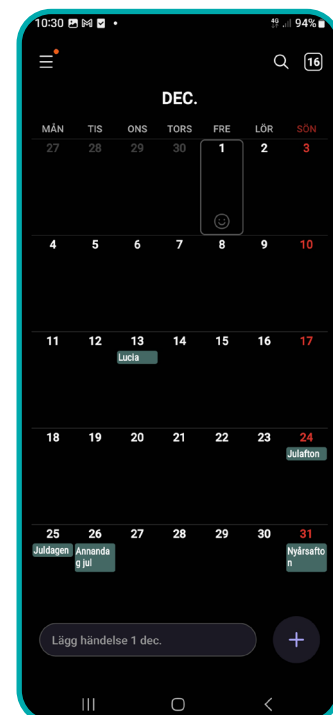 10:30 94%
16
DEC.
MÅN TIS ONS TORS FRE LÖR SÖN
27 28 29 30 1 2 3
4 5 6 7 8 9 10
11 12 13 14 15 16 17
Lucia
18 19 20 21 22 23 24
Julafton
25 26 27 28 29 30 31
Juldagen Annanda Nyårsafto
g jul n
Lägg händelse 1 dec.